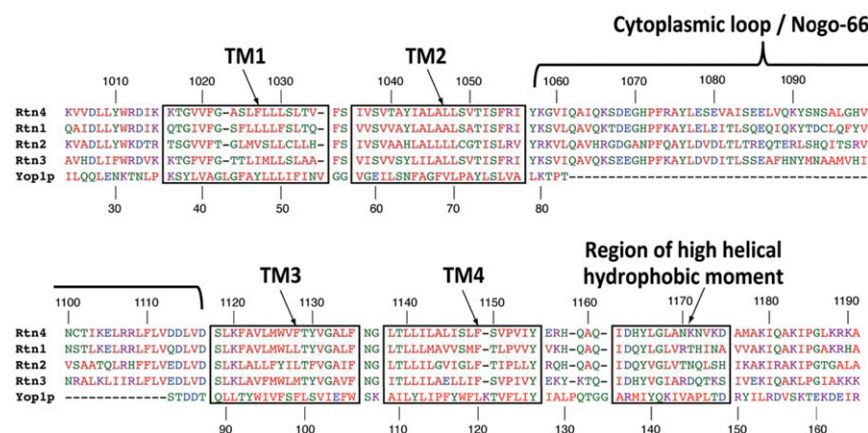 Cytoplasmic loop / Nogo-66
TM1 TM2
1010 1020 1030 1040 1050 1060 1070 1080 1090
Rtn4 KVVDLLYWRDIK KTGVVFG-ASLFLLLSLTV- FS IVSVTAYIALALLSVTISFRI YKGVIQAIQKSDEGHPFRAYLESEVAISEELVQKYSNSALGHV
Rtn1 QAIDLLYWRDIK QTGIVFG-SFLLLLFSLTQ- FS VVSVVAYLALAALSATISFRI YKSVLQAVQKTDEGHPFKAYLELEITLSQEQIQKYTDCLQFYV
Rtn2 KVADLLYWKDTR TSGVVFT-GLMVSLLCLLH- FS IVSVAAHLALLLLCGTISLRV YRKVLQAVHRGDGANPFQAYLDVDLTLTREQTERLSHQITSRV
Rtn3 AVHDLIFWRDVK KTGFVFG-TTLIMLLSLAA- FS VISVVSYLILALLSVTISFRI YKSVIQAVQKSEEGHPFKAYLDVDITLSSEAFHNYMNAAMVHI
Yop1p ILQQLENKTNLP KSYLVAGLGFAYLLLIFINV GG VGEILSNFAGFVLPAYLSLVA LKTPT--------------------------------------
30 40 50 60 70 80
TM3 TM4 Region of high helical
hydrophobic moment
1100 1110 1120 1130 1140 1150 1160 1170 1180 1190
Rtn4 NCTIKELRRLFLVDDLVD SLKFAVLMWVFTYVGALF NG LTLLILALISLF-SVPVIY ERH-QAQ- IDHYLGLANKNVKD AMAKIQAKIPGLKRKA
Rtn1 NSTLKELRRLFLVQDLVD SLKFAVLMWLLTYVGALF NG LTLLLMAVVSMF-TLPVVY VKH-QAQ- IDQYLGLVRTHINA VVAKIQAKIPGAKRHA
Rtn2 VSAATQLRHFFLVEDLVD SLKLALLFYILTFVGAIF NG LTLLILGVIGLF-TIPLLY RQH-QAQ- IDQYVGLVTNQLSH IKAKIRAKIPGTGALA
Rtn3 NRALKLIIRLFLVEDLVD SLKLAVFMWLMTYVGAVF NG ITLLILAELLIF-SVPIVY EKY-KTQ- IDHYVGIARDQTKS IVEKIQAKLPGIAKKK
Yop1p -------------STDDT QLLTYWIVFSFLSVIEFW SK AILYLIPFYWFLKTVFLIY IALPQTGG ARMIYQKIVAPLTD RYILRDVSKTEKDEIR
90 100 110 120 130 140 150 160